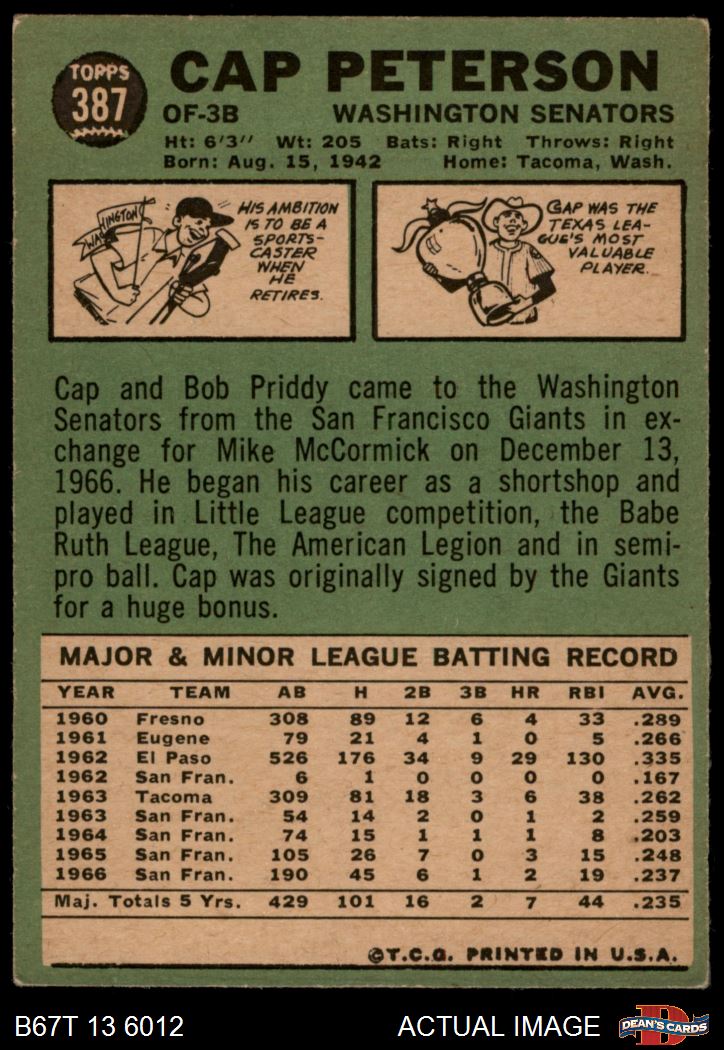 TOPPS
387
CAP PETERSON
OF-3B WASHINGTON SENATORS
Ht: 6'3" Wt: 205 Bats: Right Throws: Right
Born: Aug. 15, 1942 Home: Tacoma, Wash.
WASHINGTON
HIS AMBITION
IS TO BE A
SPORTS-
CASTER
WHEN
HE
RETIRES.
CAP WAS THE
TEXAS LEA-
GUE'S MOST
VALUABLE
PLAYER.
Cap and Bob Priddy came to the Washington
Senators from the San Francisco Giants in ex-
change for Mike McCormick on December 13,
1966. He began his career as a shortshop and
played in Little League competition, the Babe
Ruth League, The American Legion and in semi-
pro ball. Cap was originally signed by the Giants
for a huge bonus.
MAJOR & MINOR LEAGUE BATTING RECORD
YEAR TEAM AB H 2B 3B HR RBI AVG.
1960 Fresno 308 89 12 6 4 33 .289
1961 Eugene 79 21 4 1 0 5 .266
1962 El Paso 526 176 34 9 29 130 .335
1962 San Fran. 6 1 0 0 0 0 .167
1963 Tacoma 309 81 18 3 6 38 .262
1963 San Fran. 54 14 2 0 1 2 .259
1964 San Fran. 74 15 1 1 1 8 .203
1965 San Fran. 105 26 7 0 3 15 .248
1966 San Fran. 190 45 6 1 2 19 .237
Maj. Totals 5 Yrs. 429 101 16 2 7 44 .235
©T.C.G. PRINTED IN U.S.A.
B67T 13 6012 ACTUAL IMAGE
D
DEAN'S CARDS